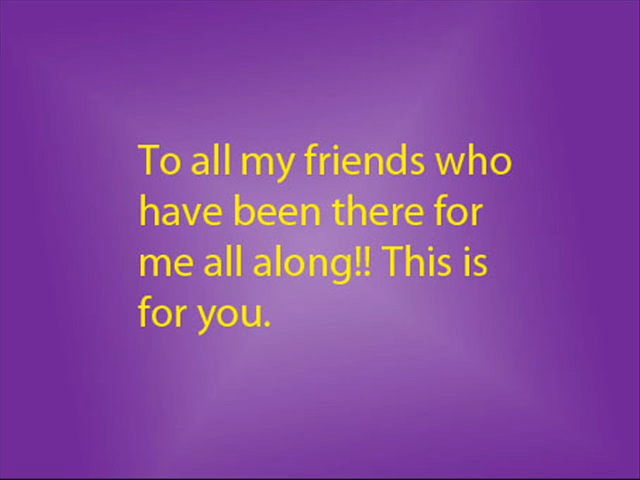 To all my friends who
have been there for
me all along!! This is
for you.